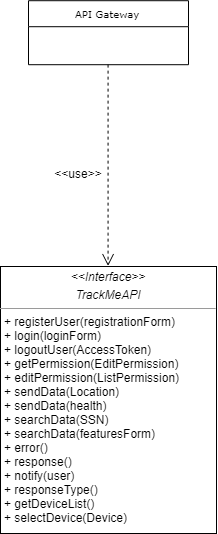 API Gateway
<<use>>
<<Interface>>
TrackMeAPI
+ registerUser(registrationForm)
+ login(loginForm)
+ logoutUser(AccessToken)
+ getPermission(EditPermission)
+ editPermission(ListPermission)
+ sendData(Location)
+ sendData(health)
+ searchData(SSN)
+ searchData(featuresForm)
+ error()
+ response()
+ notify(user)
+ responseType()
+ getDeviceList()
+ selectDevice(Device)